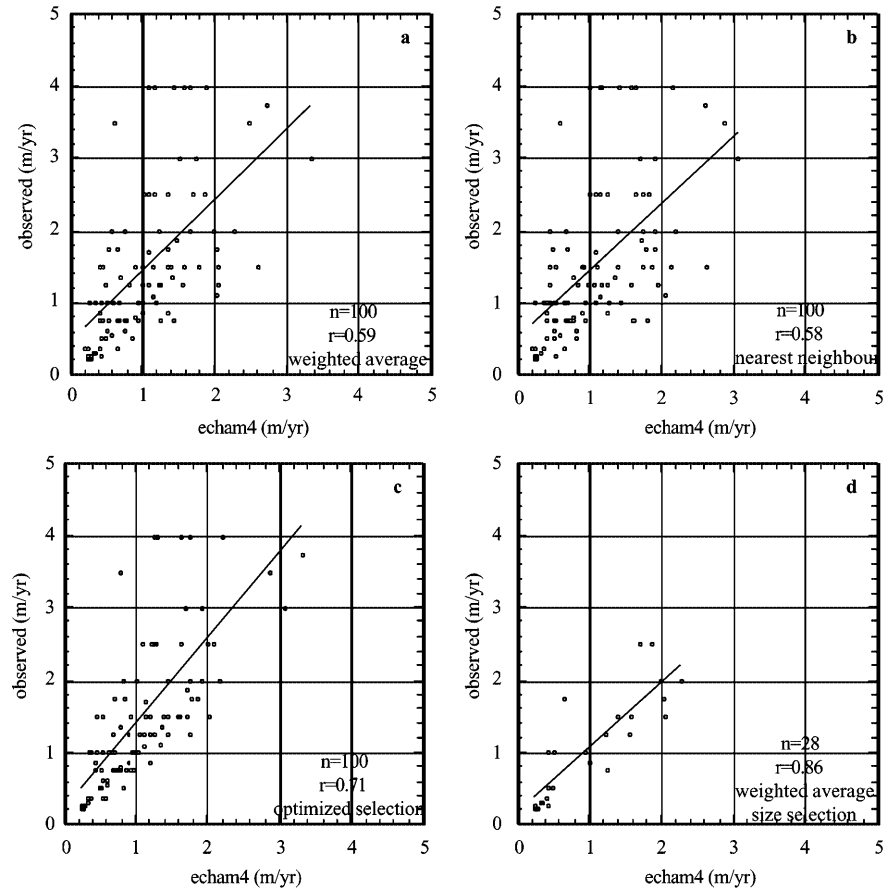 5
4
3
2
1
0
observed (m/yr)
a
n=100
r=0.59
weighted average
0 1 2 3 4 5
echam4 (m/yr)
5
4
3
2
1
0
observed (m/yr)
b
n=100
r=0.58
nearest neighbour
0 1 2 3 4 5
echam4 (m/yr)
5
4
3
2
1
0
observed (m/yr)
c
n=100
r=0.71
optimized selection
0 1 2 3 4 5
echam4 (m/yr)
5
4
3
2
1
0
observed (m/yr)
d
n=28
r=0.86
weighted average
size selection
0 1 2 3 4 5
echam4 (m/yr)